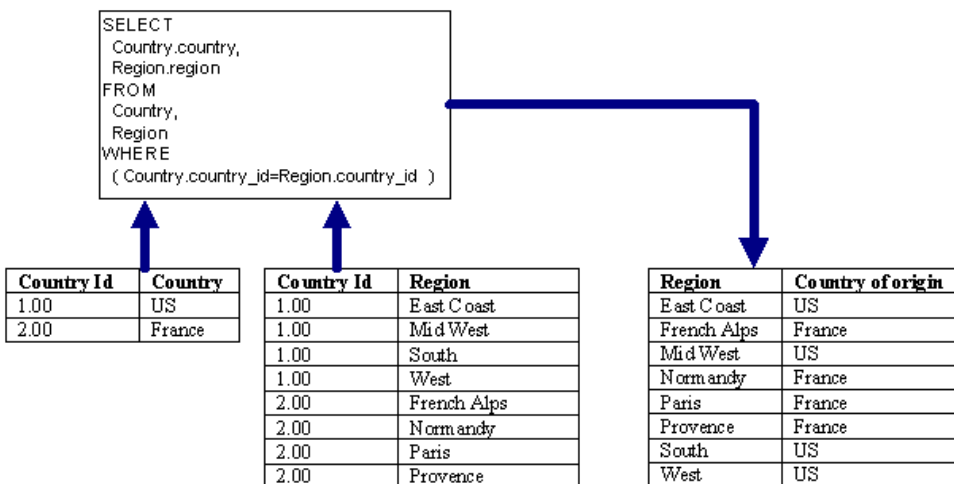 SELECT
Country.country,
Region.region
FROM
Country,
Region
WHERE
( Country.country_id=Region.country_id )
Country Id Country
1.00 US
2.00 France
Country Id Region
1.00 East Coast
1.00 Mid West
1.00 South
1.00 West
2.00 French Alps
2.00 Normandy
2.00 Paris
2.00 Provence
Region Country of origin
East Coast US
French Alps France
Mid West US
Normandy France
Paris France
Provence France
South US
West US